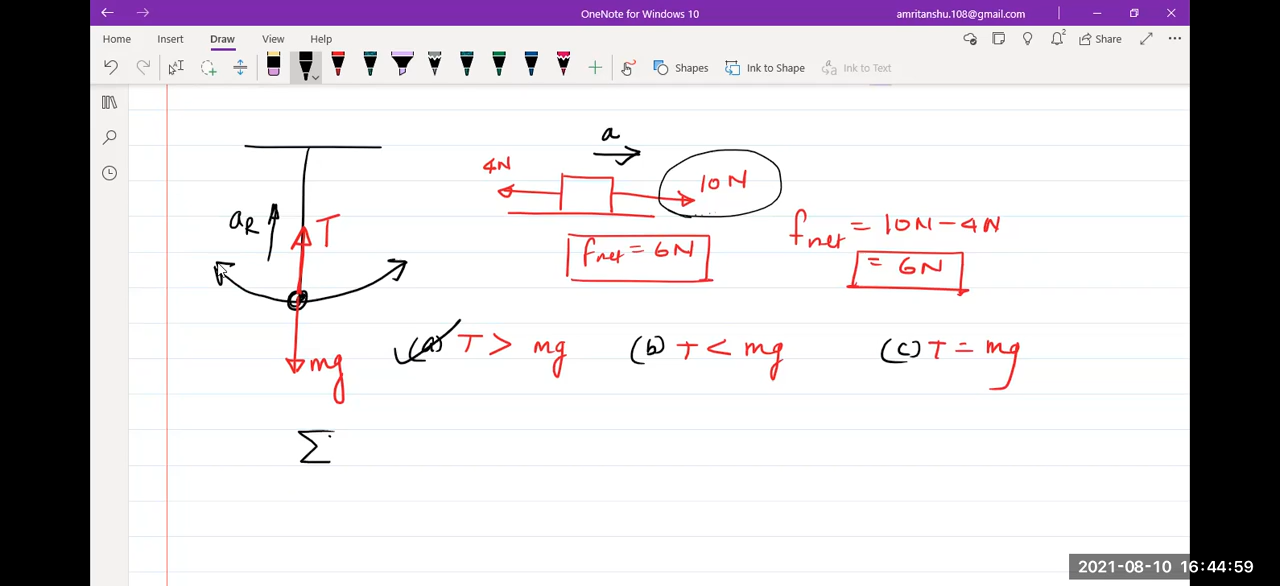 OneNote for Windows 10
amritanshu.108@gmail.com
Home Insert Draw View Help
Share
Shapes Ink to Shape Ink to Text
a
4N
10N
aR
T
fnet = 10N - 4N
fnet = 6N
= 6N
(a) T > mg (b) T < mg (c) T = mg
mg
Σ
2021-08-10 16:44:59